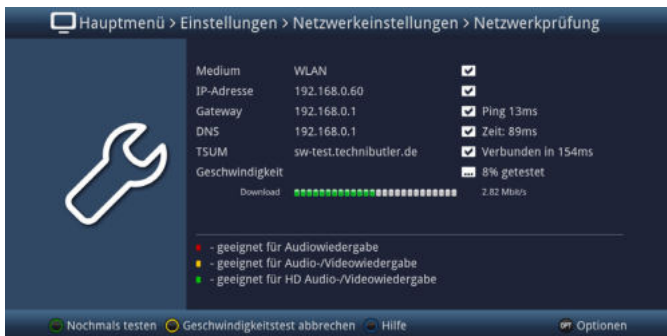 Hauptmenü > Einstellungen > Netzwerkeinstellungen > Netzwerkprüfung
Medium WLAN
IP-Adresse 192.168.0.60
Gateway 192.168.0.1 Ping 13ms
DNS 192.168.0.1 Zeit: 89ms
TSUM sw-test.technibutler.de Verbunden in 154ms
Geschwindigkeit ... 8% getestet
Download 2.82 Mbit/s
- geeignet für Audiowiedergabe
- geeignet für Audio-/Videowiedergabe
- geeignet für HD Audio-/Videowiedergabe
Nochmals testen Geschwindigkeitstest abbrechen Hilfe OPT Optionen